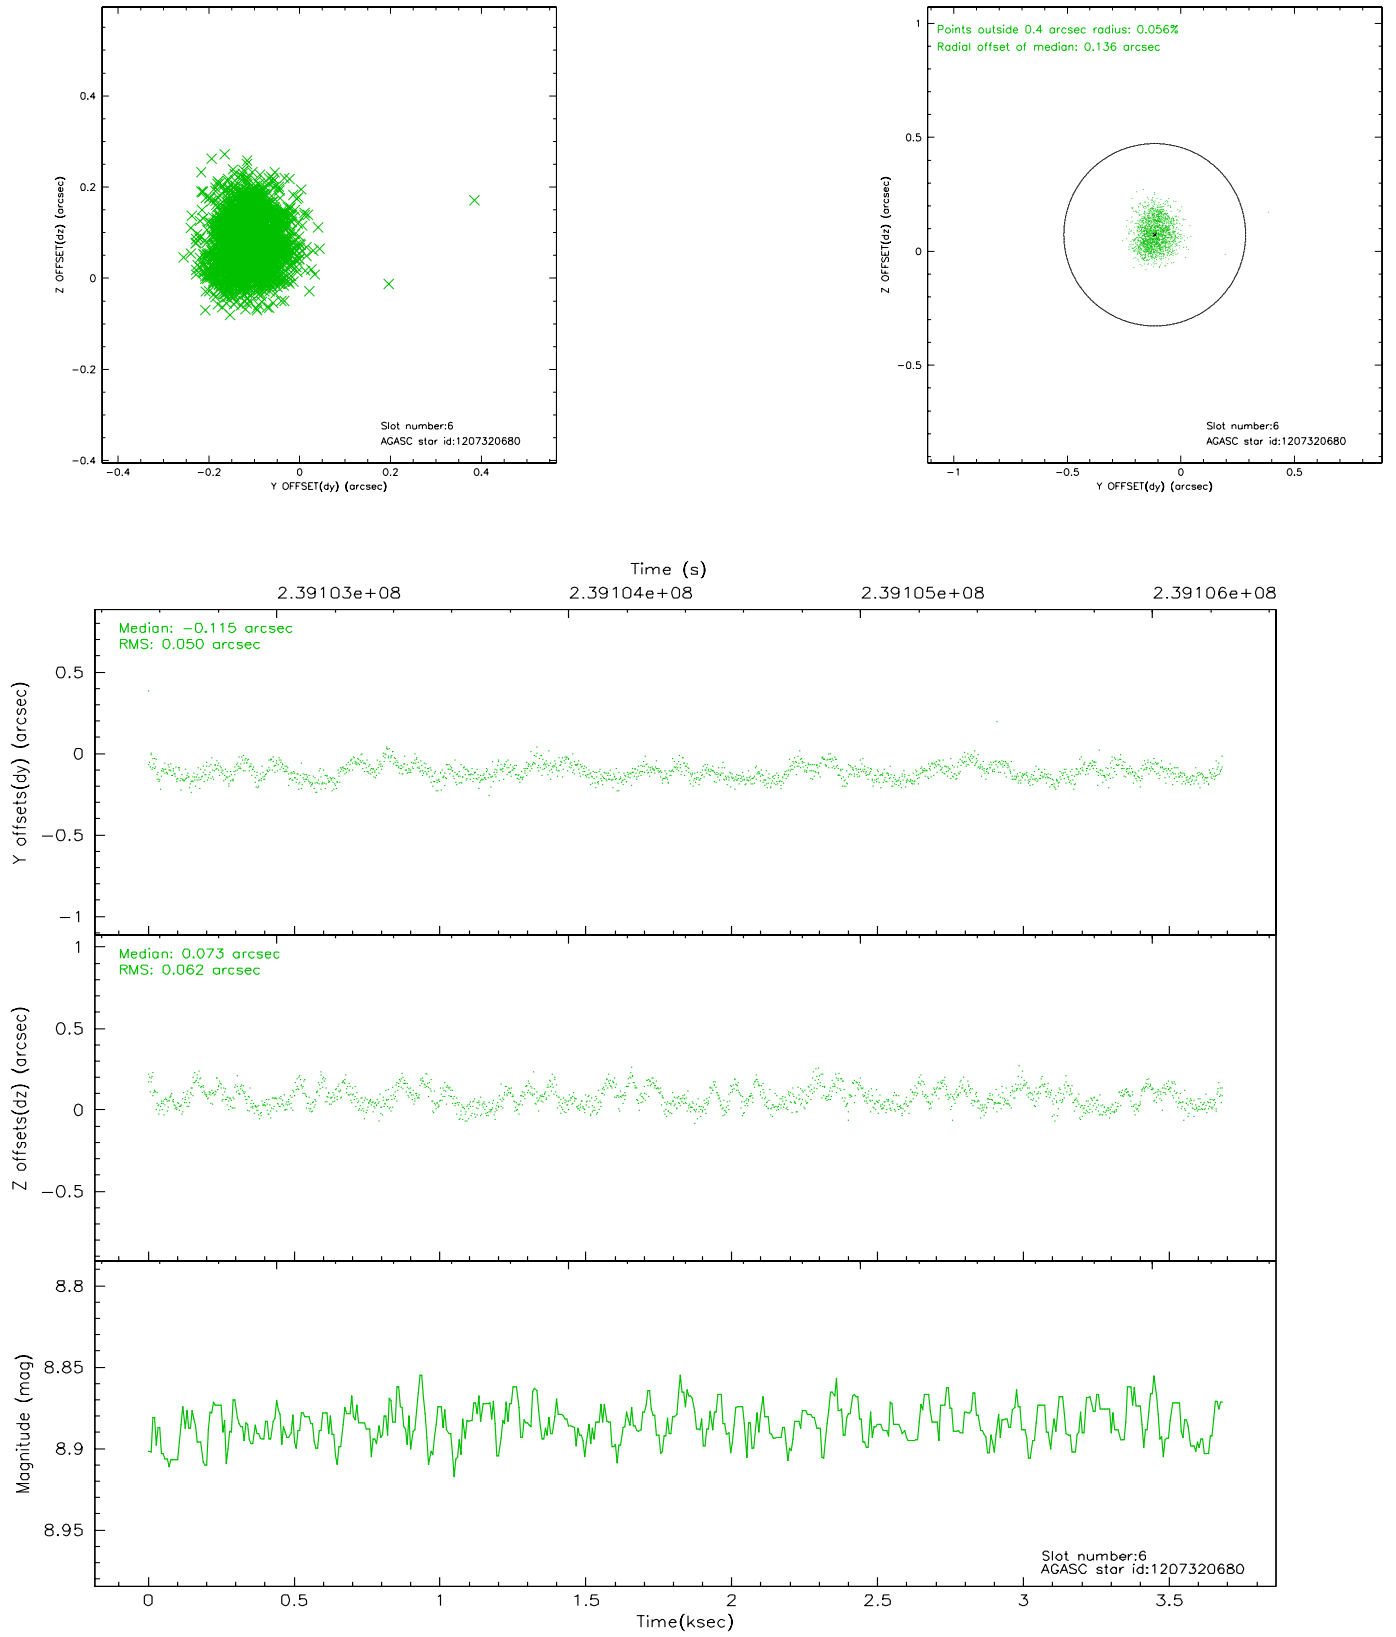 0.4
0.2
0
-0.2
-0.4
Z OFFSET(dz) (arcsec)
Slot number:6
AGASC star id:1207320680
-0.4 -0.2 0 0.2 0.4
Y OFFSET(dy) (arcsec)
Points outside 0.4 arcsec radius: 0.056%
Radial offset of median: 0.136 arcsec
1
0.5
0
-0.5
Z OFFSET(dz) (arcsec)
Slot number:6
AGASC star id:1207320680
-1 -0.5 0 0.5
Y OFFSET(dy) (arcsec)
Time (s)
2.39103e+08 2.39104e+08 2.39105e+08 2.39106e+08
Median: -0.115 arcsec
RMS: 0.050 arcsec
0.5
0
-0.5
-1
Y offsets(dy) (arcsec)
Median: 0.073 arcsec
RMS: 0.062 arcsec
1
0.5
0
-0.5
Z offsets(dz) (arcsec)
8.8
8.85
8.9
8.95
Magnitude (mag)
Slot number:6
AGASC star id:1207320680
0 0.5 1 1.5 2 2.5 3 3.5
Time(ksec)